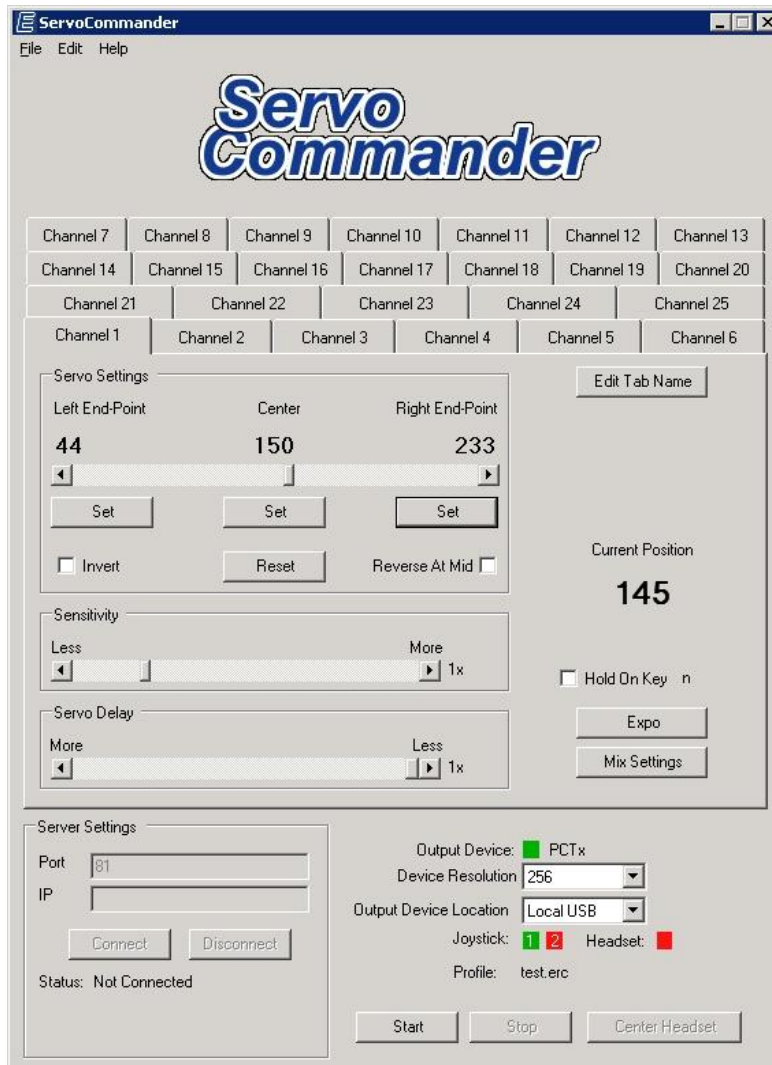 ServoCommander
File Edit Help
Servo
Commander
Channel 7 Channel 8 Channel 9 Channel 10 Channel 11 Channel 12 Channel 13
Channel 14 Channel 15 Channel 16 Channel 17 Channel 18 Channel 19 Channel 20
Channel 21 Channel 22 Channel 23 Channel 24 Channel 25
Channel 1 Channel 2 Channel 3 Channel 4 Channel 5 Channel 6
Servo Settings
Edit Tab Name
Left End-Point Center Right End-Point
44 150 233
Set Set Set
Invert Reset Reverse At Mid
Current Position
145
Sensitivity
Less More
1x
Hold On Key n
Servo Delay
Expo
More Less
1x
Mix Settings
Server Settings
Port 81
IP
Connect Disconnect
Status: Not Connected
Output Device: PCTx
Device Resolution 256
Output Device Location Local USB
Joystick: 1 2 Headset:
Profile: test.erc
Start Stop Center Headset